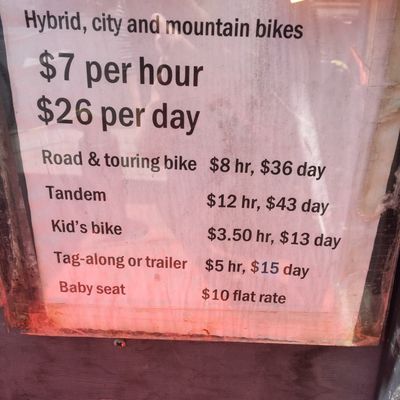 Hybrid, city and mountain bikes
$7 per hour
$26 per day
Road & touring bike $8 hr, $36 day
Tandem $12 hr, $43 day
Kid's bike $3.50 hr, $13 day
Tag-along or trailer $5 hr, $15 day
Baby seat $10 flat rate